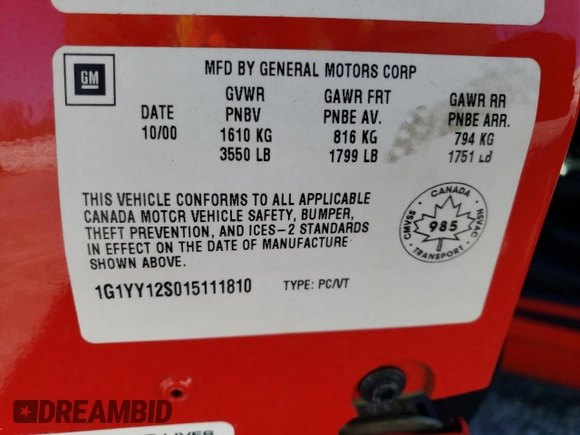 GM
MFD BY GENERAL MOTORS CORP
DATE
10/00
GVWR
PNBV
1610 KG
3550 LB
GAWR FRT
PNBE AV.
816 KG
1799 LB
GAWR RR
PNBE ARR.
794 KG
1751 LB
THIS VEHICLE CONFORMS TO ALL APPLICABLE
CANADA MOTOR VEHICLE SAFETY, BUMPER,
THEFT PREVENTION, AND ICES-2 STANDARDS
IN EFFECT ON THE DATE OF MANUFACTURE
SHOWN ABOVE.
CANADA
CMVSS
985
NSVAC
TRANSPORT
1G1YY12S015111810
TYPE: PC/VT
DREAMBID